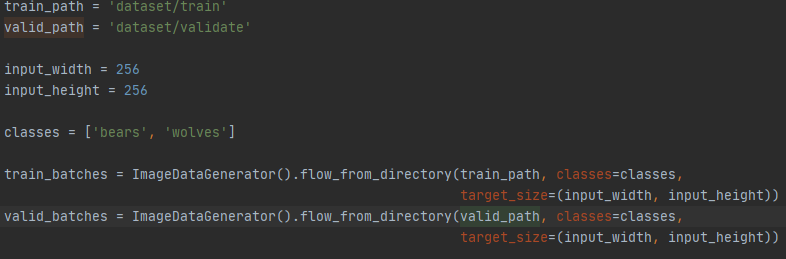 train_path = 'dataset/train'
valid_path = 'dataset/validate'
input_width = 256
input_height = 256
classes = ['bears', 'wolves']
train_batches = ImageDataGenerator().flow_from_directory(train_path, classes=classes,
target_size=(input_width, input_height))
valid_batches = ImageDataGenerator().flow_from_directory(valid_path, classes=classes,
target_size=(input_width, input_height))